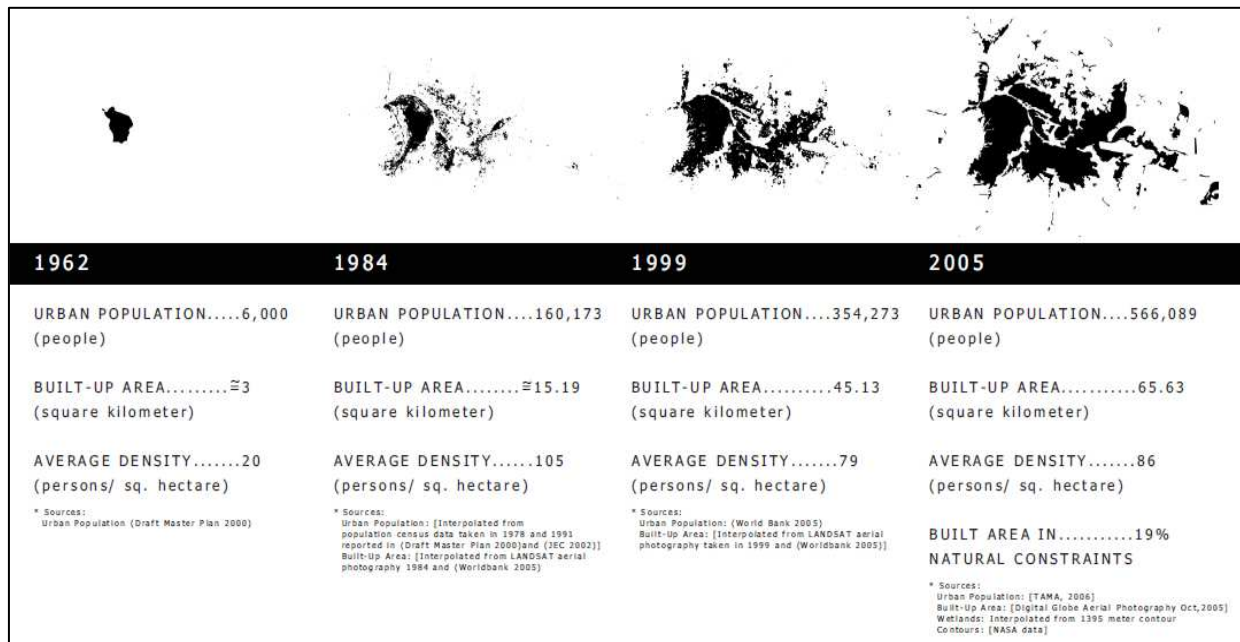 1962
URBAN POPULATION.....6,000
(people)
BUILT-UP AREA.........≅3
(square kilometer)
AVERAGE DENSITY.......20
(persons/ sq. hectare)
* Sources:
Urban Population (Draft Master Plan 2000)
1984
URBAN POPULATION....160,173
(people)
BUILT-UP AREA........≅15.19
(square kilometer)
AVERAGE DENSITY......105
(persons/ sq. hectare)
* Sources:
Urban Population: [Interpolated from
population census data taken in 1978 and 1991
reported in (Draft Master Plan 2000)and (JEC 2002)]
Built-Up Area: [Interpolated from LANDSAT aerial
photography 1984 and (Worldbank 2005)
1999
URBAN POPULATION....354,273
(people)
BUILT-UP AREA..........45.13
(square kilometer)
AVERAGE DENSITY.......79
(persons/ sq. hectare)
* Sources:
Urban Population: (World Bank 2005)
Built-Up Area: [Interpolated from LANDSAT aerial
photography taken in 1999 and (Worldbank 2005)]
2005
URBAN POPULATION....566,089
(people)
BUILT-UP AREA...........65.63
(square kilometer)
AVERAGE DENSITY.......86
(persons/ sq. hectare)
BUILT AREA IN...........19%
NATURAL CONSTRAINTS
* Sources:
Urban Population: [TAMA, 2006]
Built-Up Area: [Digital Globe Aerial Photography Oct,2005]
Wetlands: Interpolated from 1395 meter contour
Contours: [NASA data]